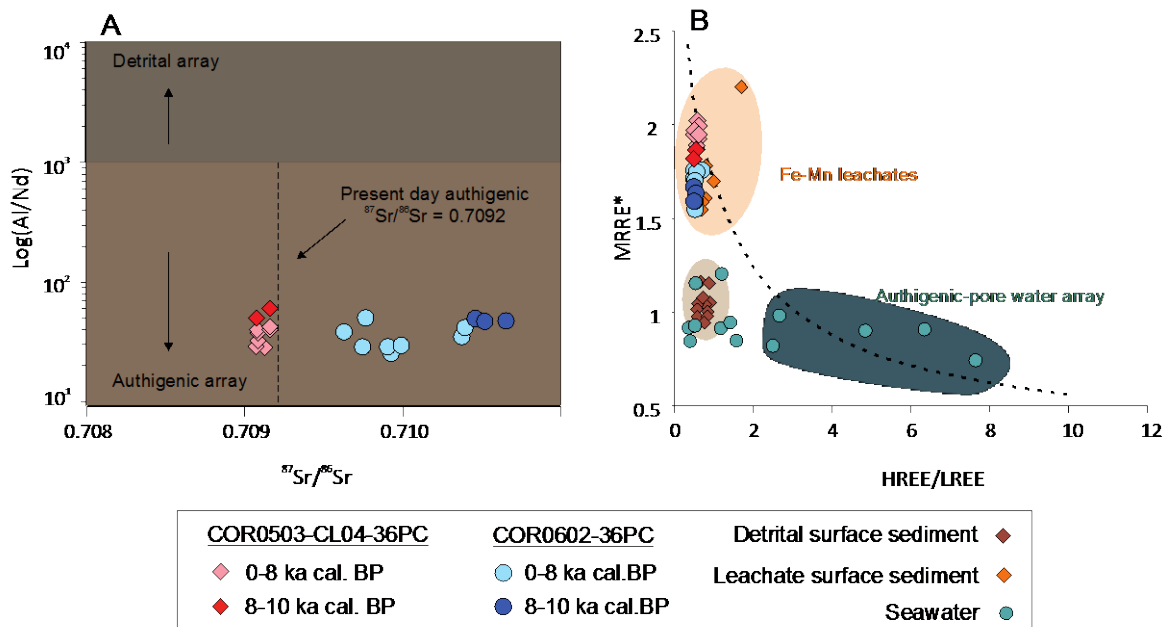 A
Log(Al/Nd)
10⁴
10³
10²
10¹
Detrital array
Present day authigenic
⁸⁷Sr/⁸⁶Sr = 0.7092
Authigenic array
0.708
0.709
0.710
⁸⁷Sr/⁸⁶Sr
B
MRRE*
2.5
2
1.5
1
0.5
Fe-Mn leachates
Authigenic-pore water array
0
2
4
6
8
10
12
HREE/LREE
COR0503-CL04-36PC
0-8 ka cal. BP
8-10 ka cal. BP
COR0602-36PC
0-8 ka cal.BP
8-10 ka cal.BP
Detrital surface sediment
Leachate surface sediment
Seawater